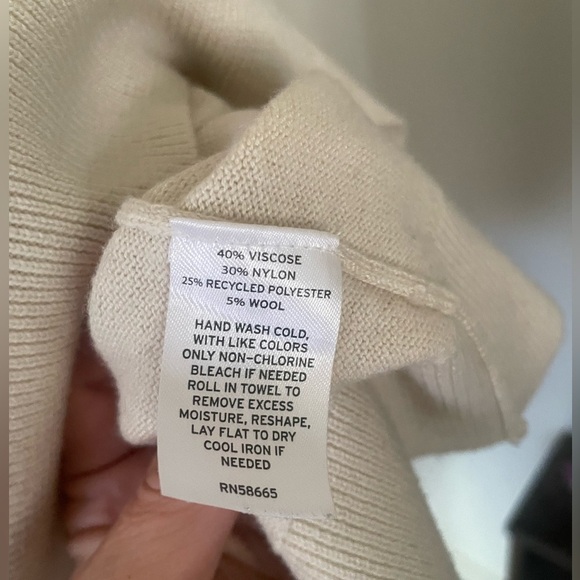 40% VISCOSE
30% NYLON
25% RECYCLED POLYESTER
5% WOOL
HAND WASH COLD,
WITH LIKE COLORS
ONLY NON-CHLORINE
BLEACH IF NEEDED
ROLL IN TOWEL TO
REMOVE EXCESS
MOISTURE, RESHAPE,
LAY FLAT TO DRY
COOL IRON IF
NEEDED
RN58665